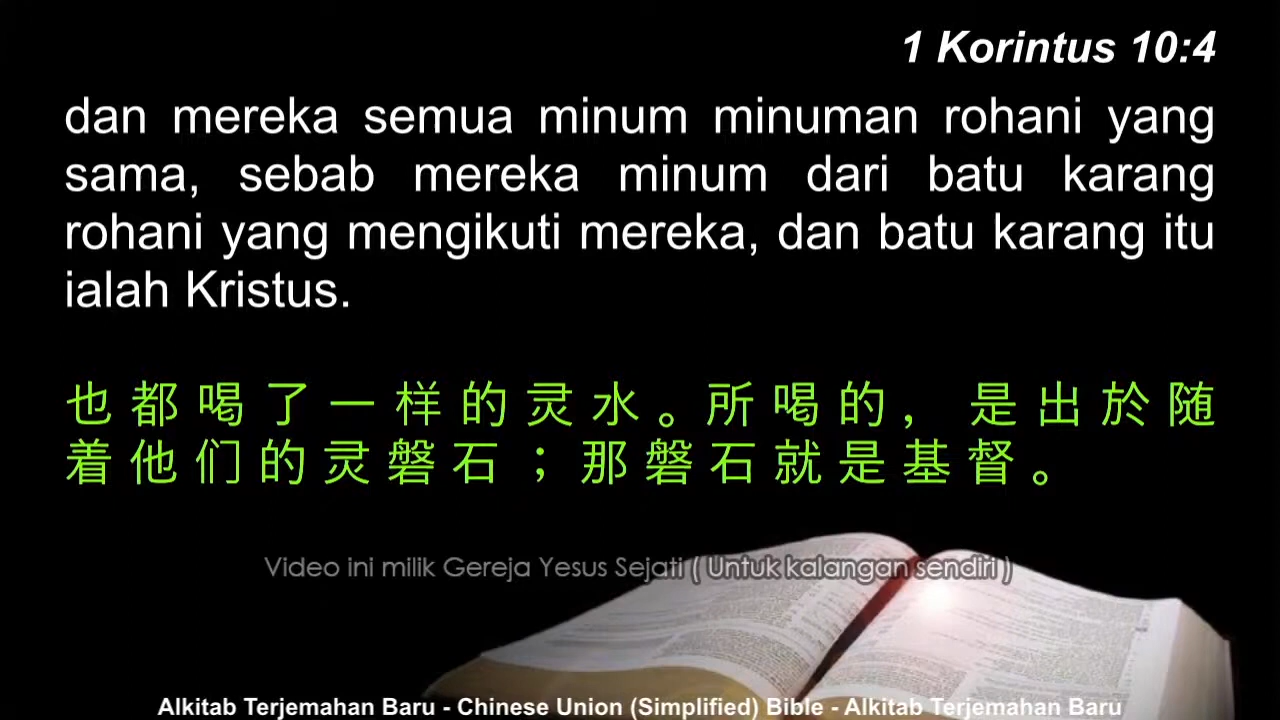 1 Korintus 10:4
dan mereka semua minum minuman rohani yang
sama, sebab mereka minum dari batu karang
rohani yang mengikuti mereka, dan batu karang itu
ialah Kristus.
也都喝了一样的灵水。所喝的，是出於随
着他们的灵磐石；那磐石就是基督。
Video ini milik Gereja Yesus Sejati ( Untuk kalangan sendiri )
Alkitab Terjemahan Baru - Chinese Union (Simplified) Bible - Alkitab Terjemahan Baru